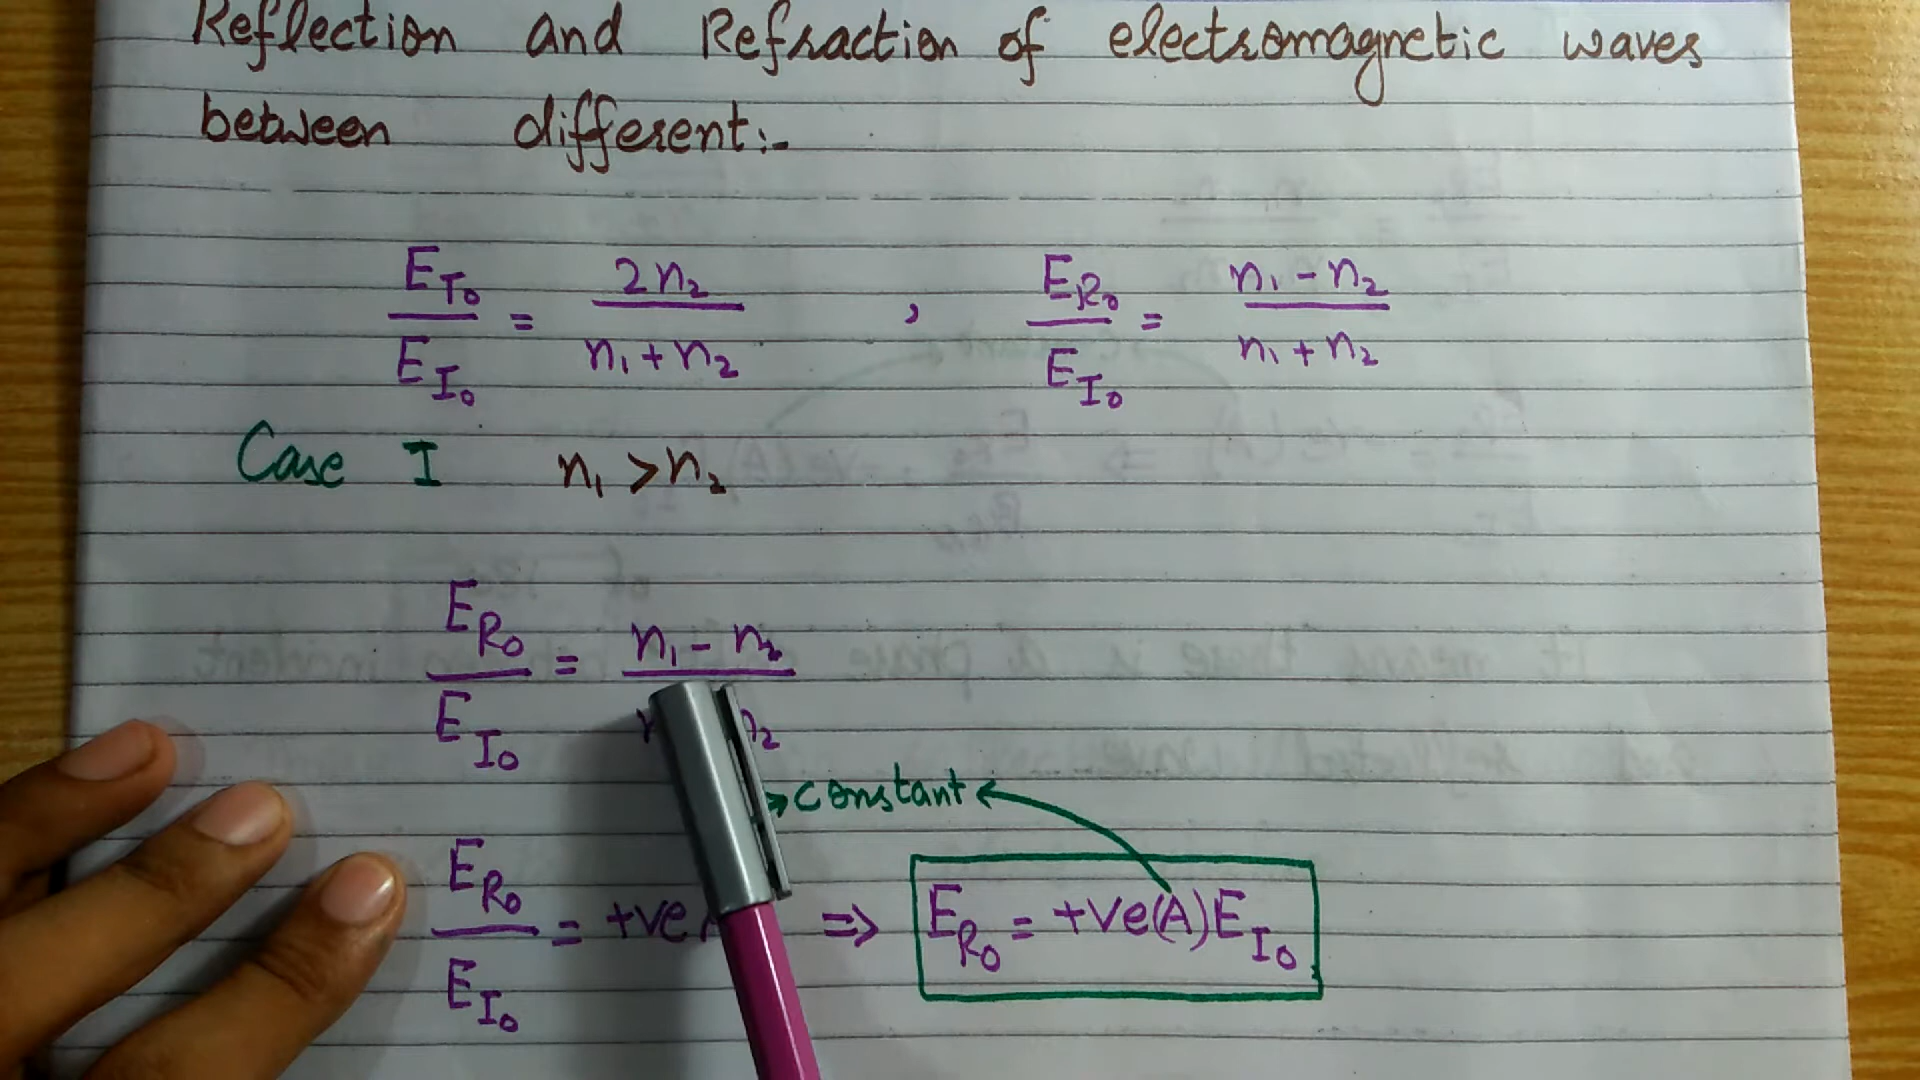 Reflection and Refraction of electromagnetic waves
between different:-
E_T₀ / E_I₀ = 2n₂ / n₁ + n₂ , E_R₀ / E_I₀ = n₁ - n₂ / n₁ + n₂
Case I n₁ > n₂
E_R₀ / E_I₀ = n₁ - n₂ / n₂
constant
E_R₀ / E_I₀ = +ve ⇒ E_R₀ = +ve(A)E_I₀